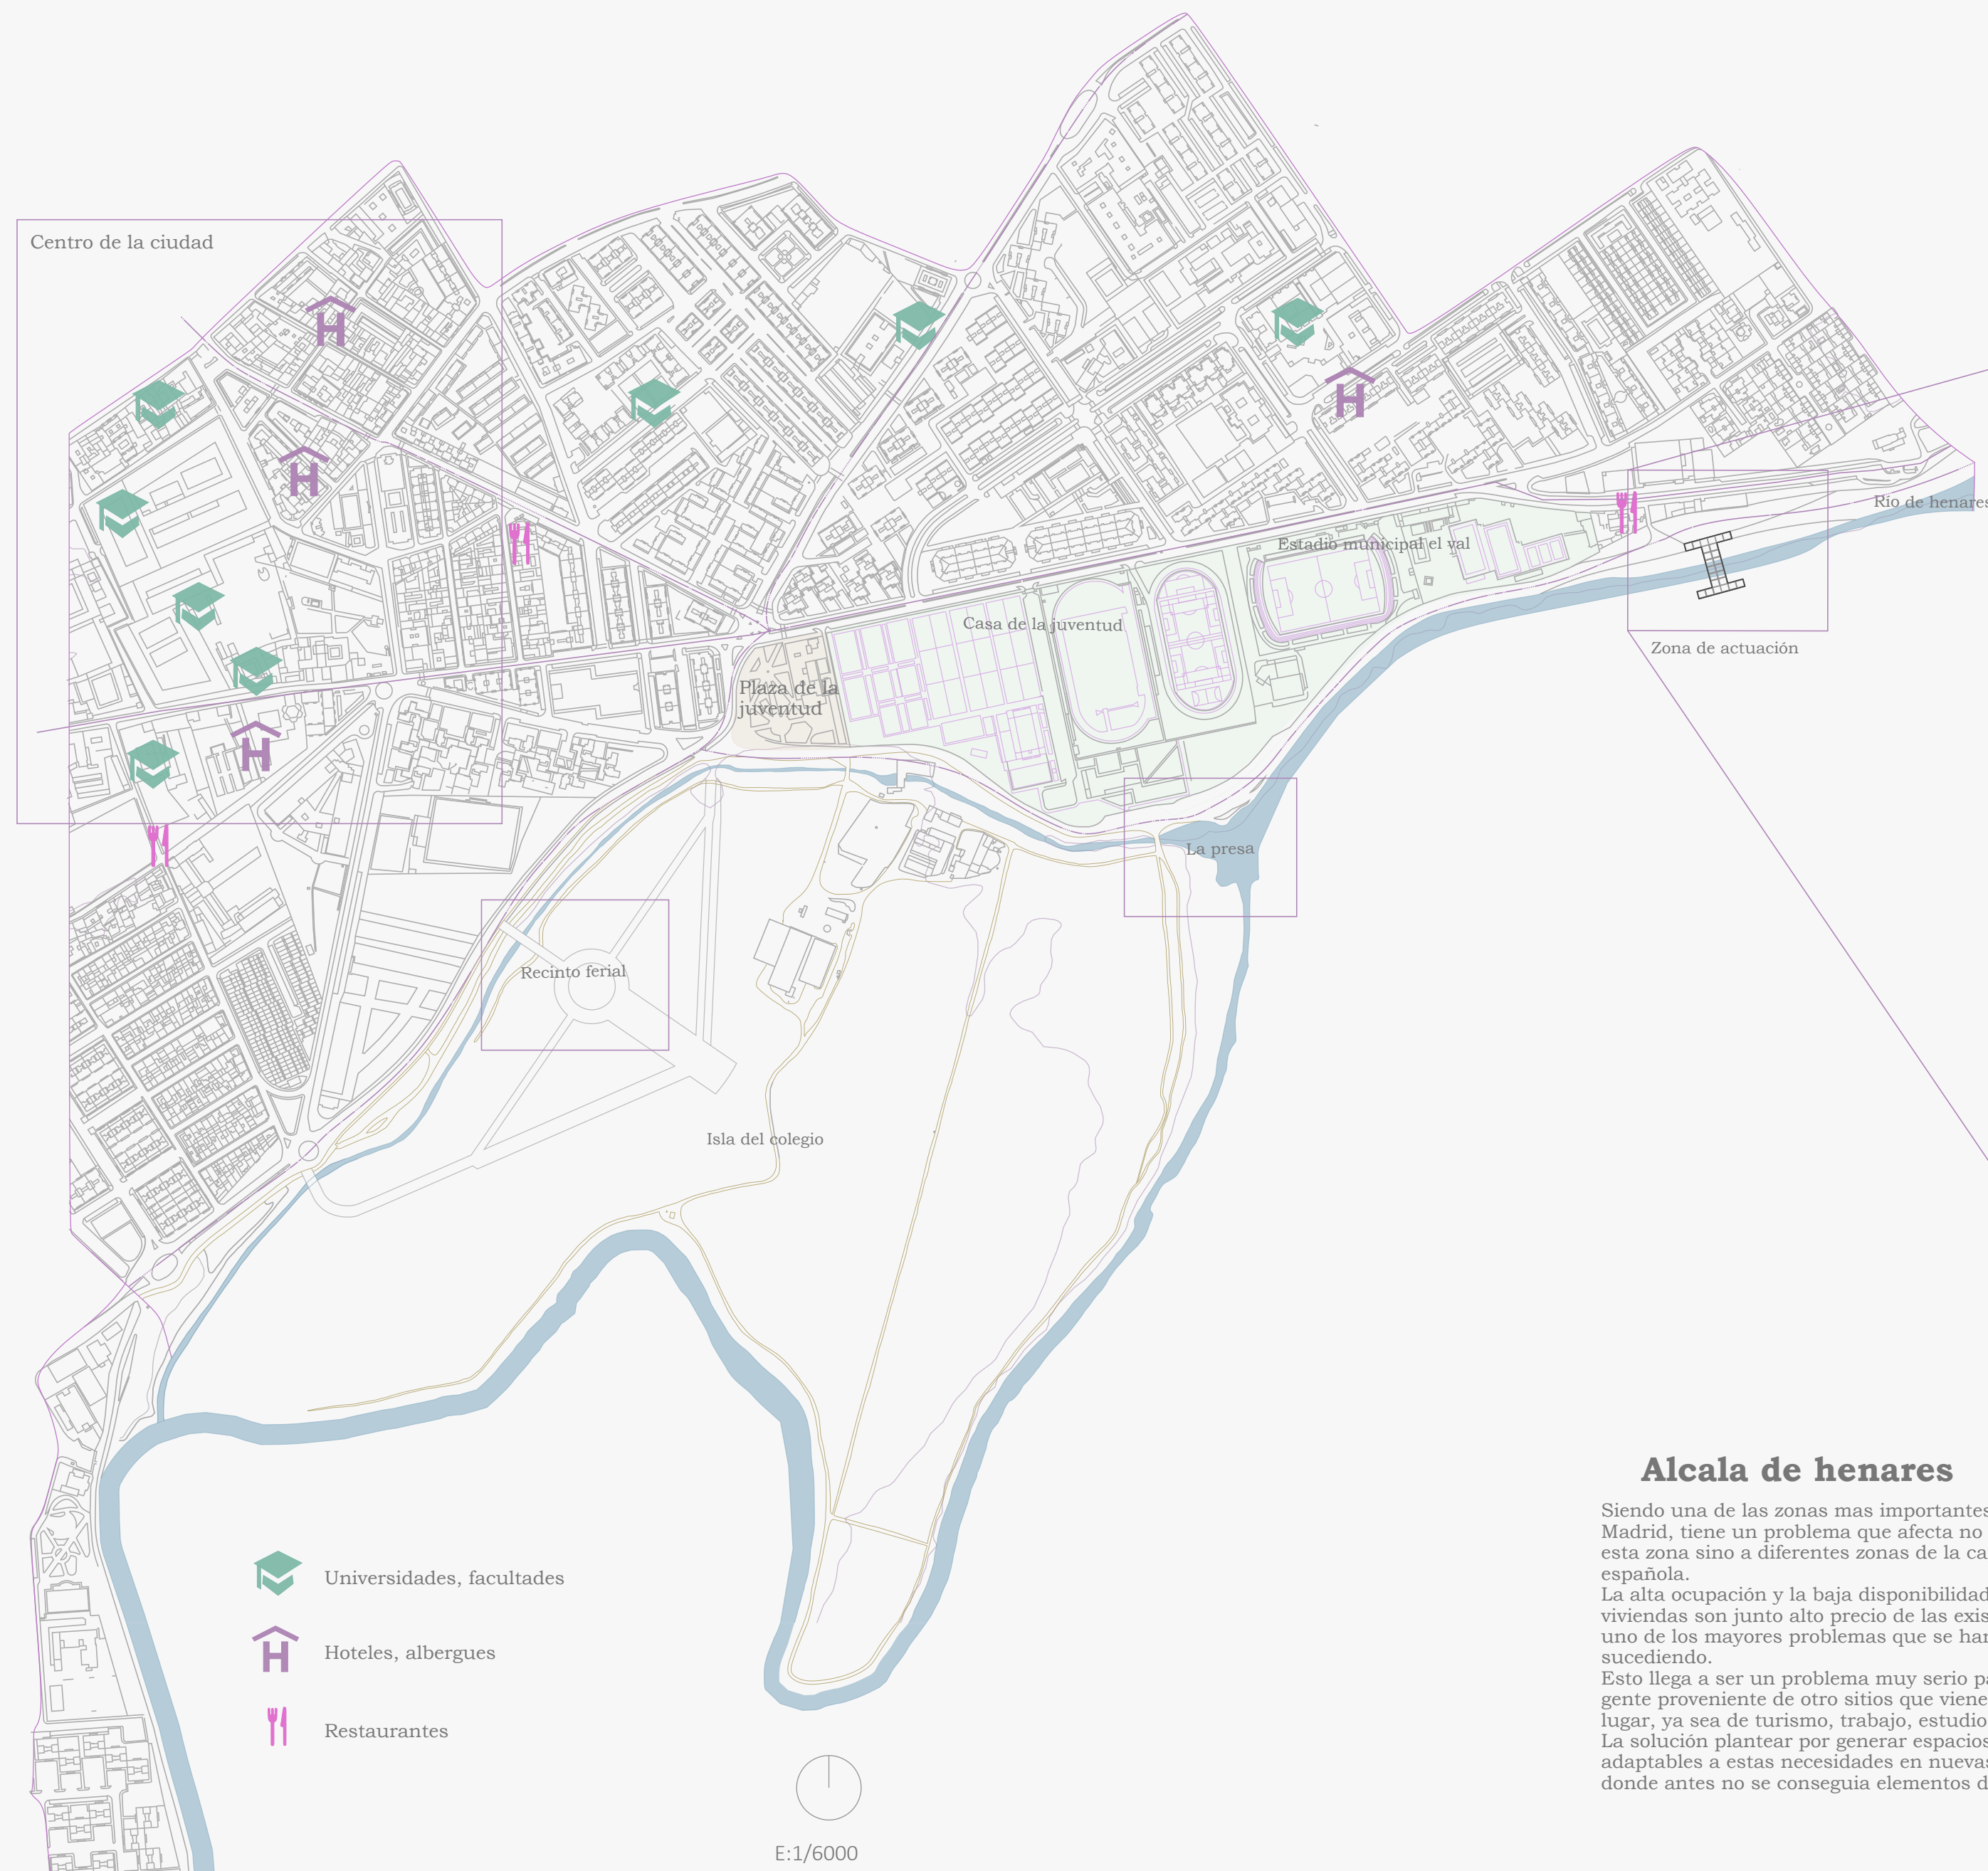 Centro de la ciudad
H
H
H
H
Rio de henares
Estadio municipal el val
Casa de la juventud
Zona de actuación
Plaza de la
juventud
La presa
Recinto ferial
Isla del colegio
Alcala de henares
Siendo una de las zonas mas importantes
Madrid, tiene un problema que afecta no
esta zona sino a diferentes zonas de la ca
española.
La alta ocupación y la baja disponibilidad
viviendas son junto alto precio de las exis
uno de los mayores problemas que se han
sucediendo.
Esto llega a ser un problema muy serio pa
gente proveniente de otro sitios que viene
lugar, ya sea de turismo, trabajo, estudio
La solución plantear por generar espacios
adaptables a estas necesidades en nuevas
donde antes no se conseguia elementos d
Universidades, facultades
H
Hoteles, albergues
Restaurantes
E:1/6000